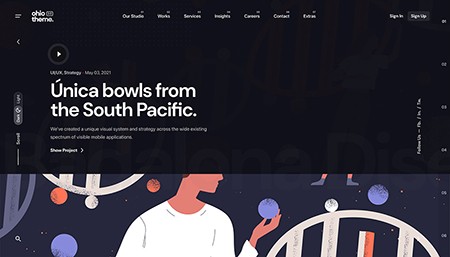 ohio
theme.
Our Studio
Works
Services
Insights
Careers
Contact
Extras
Sign In
Sign Up
01
UI/UX, Strategy · May 03, 2021
Única bowls from
the South Pacific.
We've created a unique visual system and strategy across the wide existing
spectrum of visible mobile applications.
Show Project
Light
Dark
Scroll
Follow Us — Fb. / In. / Tw.
02
03
04
05
06